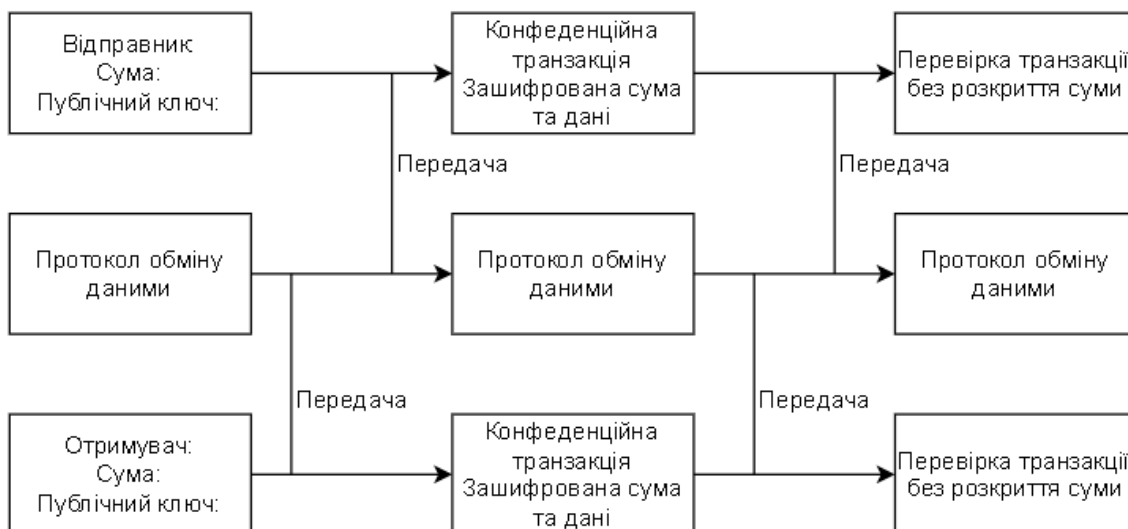 Відправник
Сума:
Публічний ключ:
Конфеденційна
транзакція
Зашифрована сума
та дані
Перевірка транзакції
без розкриття суми
Передача
Передача
Протокол обміну
даними
Протокол обміну
даними
Протокол обміну
даними
Передача
Передача
Отримувач:
Сума:
Публічний ключ:
Конфеденційна
транзакція
Зашифрована сума
та дані
Перевірка транзакції
без розкриття суми